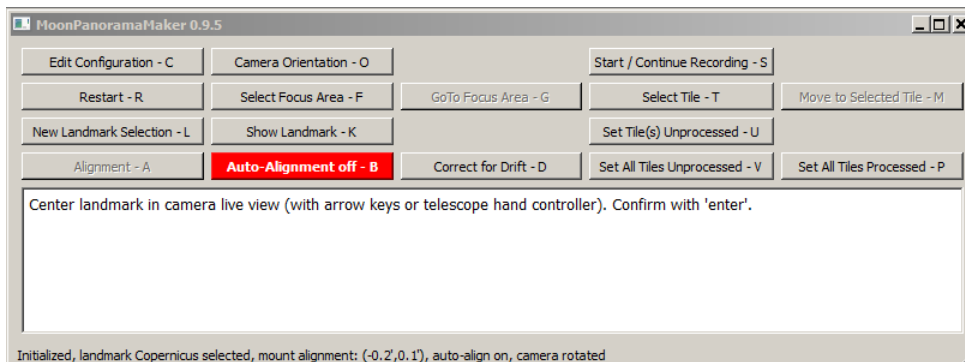 MoonPanoramaMaker 0.9.5
Edit Configuration - C Camera Orientation - O Start / Continue Recording - S
Restart - R Select Focus Area - F GoTo Focus Area - G Select Tile - T Move to Selected Tile - M
New Landmark Selection - L Show Landmark - K Set Tile(s) Unprocessed - U
Alignment - A Auto-Alignment off - B Correct for Drift - D Set All Tiles Unprocessed - V Set All Tiles Processed - P
Center landmark in camera live view (with arrow keys or telescope hand controller). Confirm with 'enter'.
Initialized, landmark Copernicus selected, mount alignment: (-0.2',0.1'), auto-align on, camera rotated